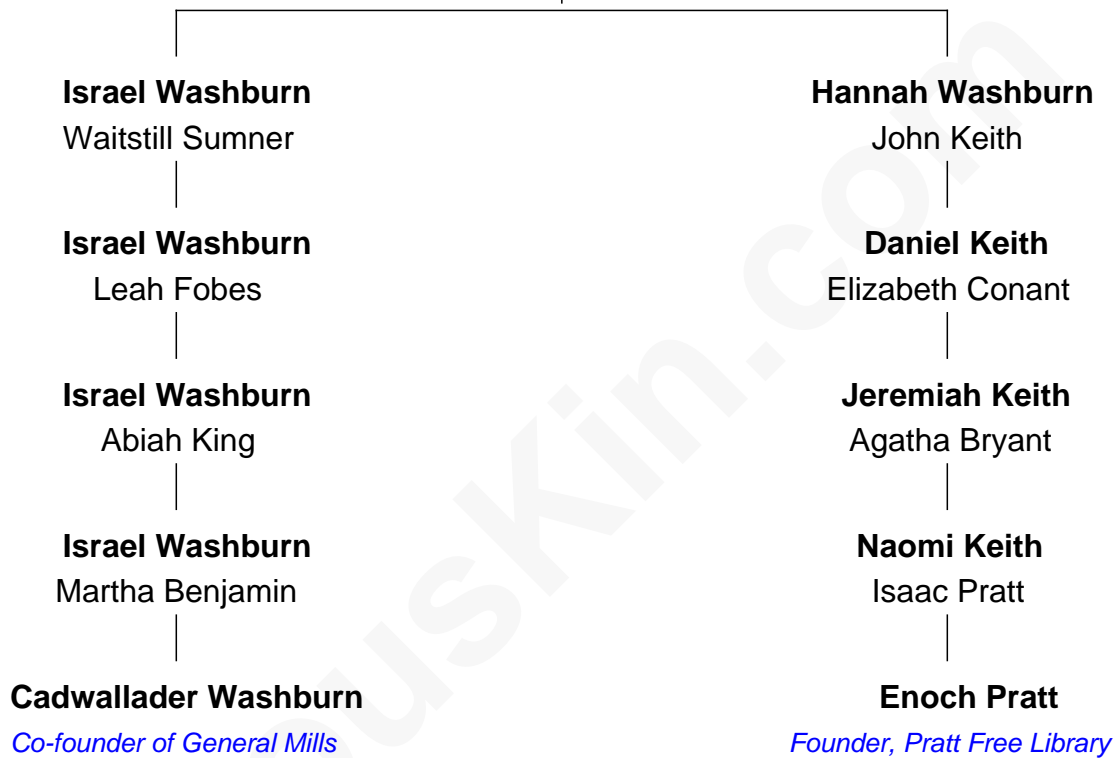 Israel Washburn
Waitstill Sumner
Israel Washburn
Leah Fobes
Israel Washburn
Abiah King
Israel Washburn
Martha Benjamin
Cadwallader Washburn
Co-founder of General Mills
Hannah Washburn
John Keith
Daniel Keith
Elizabeth Conant
Jeremiah Keith
Agatha Bryant
Naomi Keith
Isaac Pratt
Enoch Pratt
Founder, Pratt Free Library
ousKin.com